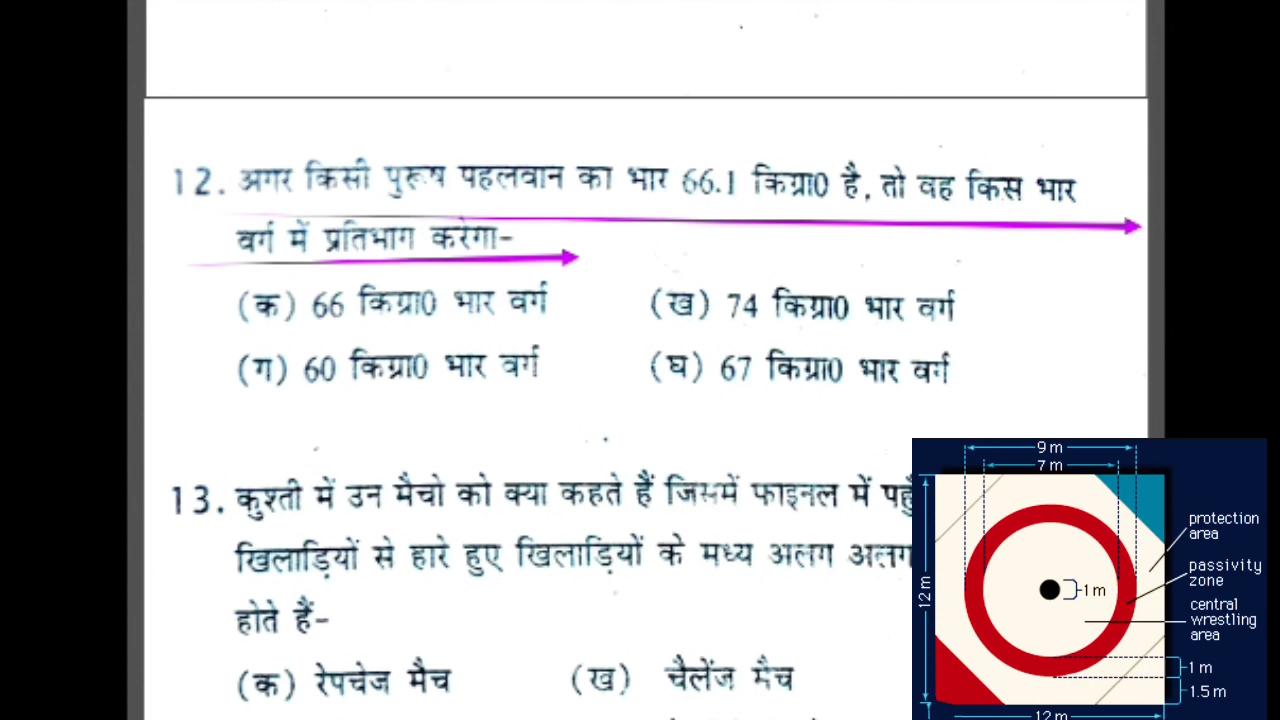 12. अगर किसी पुरूष पहलवान का भार 66.1 किग्रा0 है, तो वह किस भार
वर्ग में प्रतिभाग करेगा-
(क) 66 किग्रा0 भार वर्ग (ख) 74 किग्रा0 भार वर्ग
(ग) 60 किग्रा0 भार वर्ग (घ) 67 किग्रा0 भार वर्ग
13. कुश्ती में उन मैचो को क्या कहते हैं जिसमें फाइनल में
खिलाड़ियों से हारे हुए खिलाड़ियों के मध्य अलग अलग
होते हैं-
(क) रेपचेज मैच (ख) चैलेंज मैच
9 m
7 m
protection
area
passivity
zone
1 m
12 m
central
wrestling
area
1 m
1.5 m
12 m